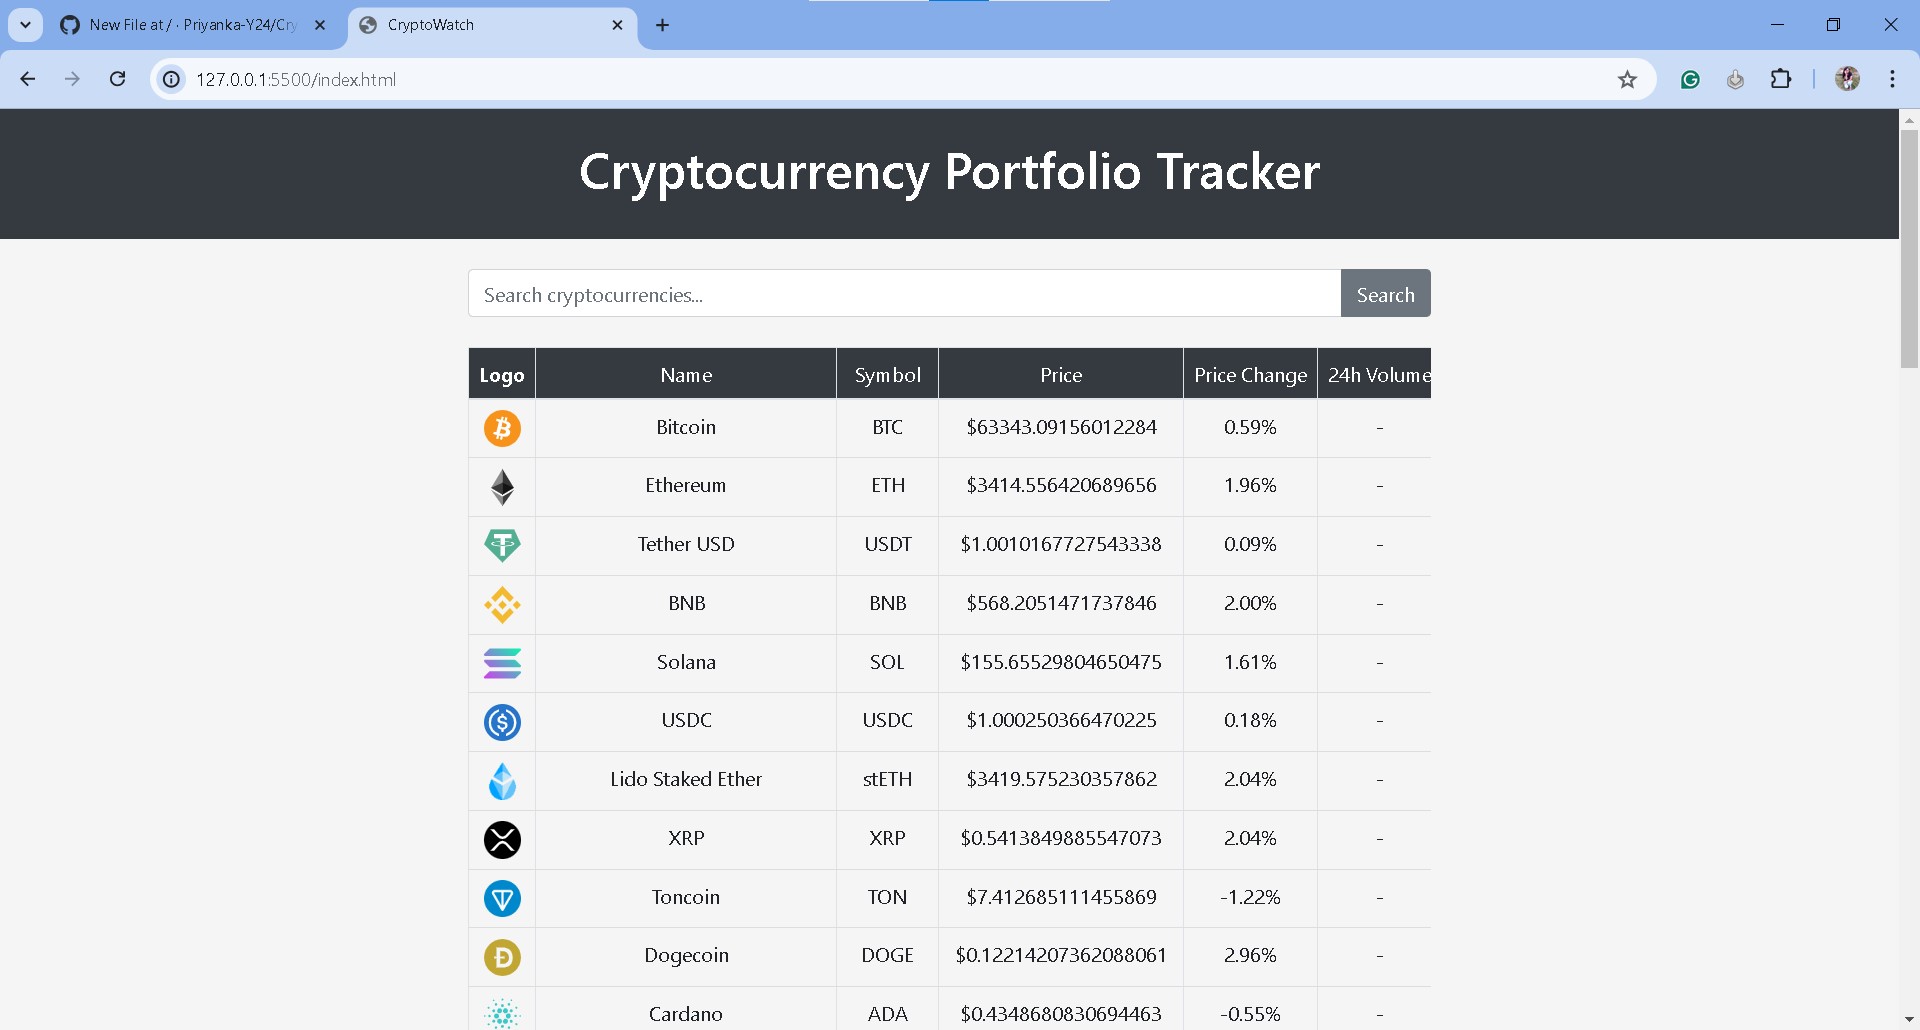 New File at / · Priyanka-Y24/Cry
CryptoWatch
127.0.0.1:5500/index.html
Cryptocurrency Portfolio Tracker
Search cryptocurrencies... Search
Logo Name Symbol Price Price Change 24h Volume
Bitcoin BTC $63343.09156012284 0.59% -
Ethereum ETH $3414.556420689656 1.96% -
Tether USD USDT $1.0010167727543338 0.09% -
BNB BNB $568.2051471737846 2.00% -
Solana SOL $155.65529804650475 1.61% -
USDC USDC $1.000250366470225 0.18% -
Lido Staked Ether stETH $3419.575230357862 2.04% -
XRP XRP $0.5413849885547073 2.04% -
Toncoin TON $7.412685111455869 -1.22% -
Dogecoin DOGE $0.12214207362088061 2.96% -
Cardano ADA $0.4348680830694463 -0.55% -